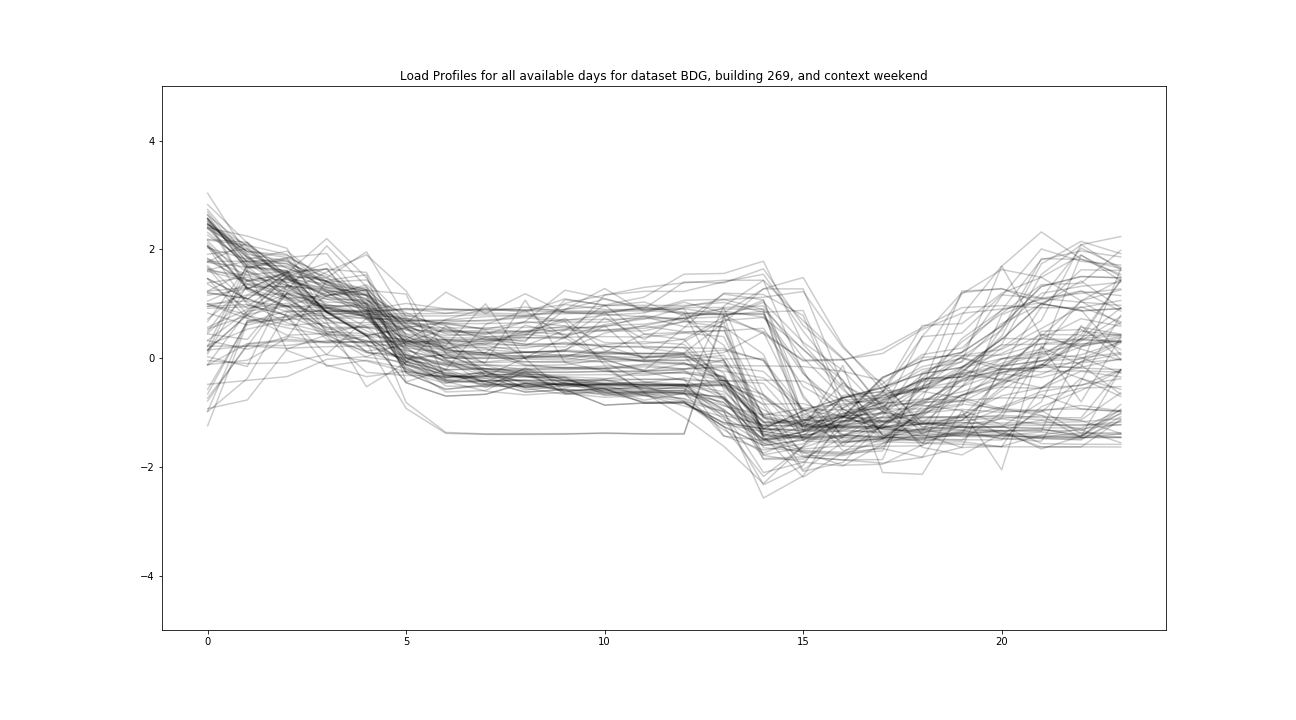 Load Profiles for all available days for dataset BDG, building 269, and context weekend
4
2
0
−2
−4
0 5 10 15 20